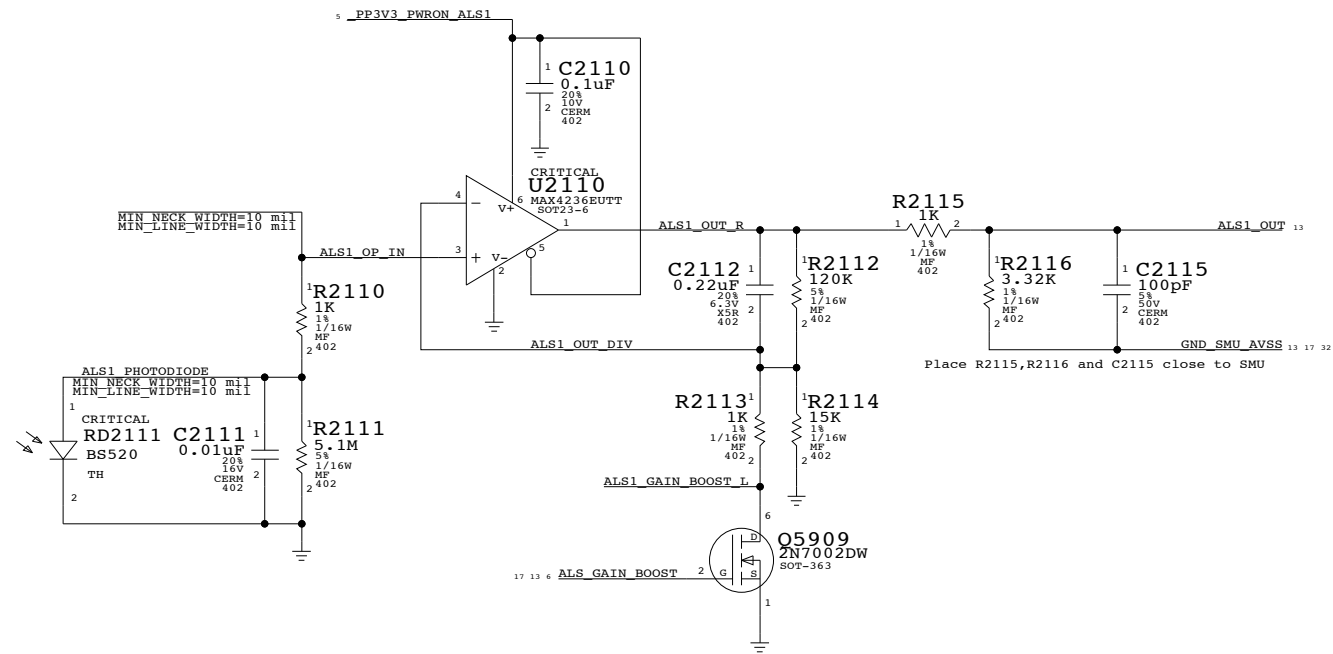 5 _PP3V3_PWRON_ALS1
1 C2110
0.1uF
20%
10V
2 CERM
402
CRITICAL
U2110
MAX4236EUTT
SOT23-6
4 − V+ 6
1
3 + V− 5
2
MIN_NECK_WIDTH=10 mil
MIN_LINE_WIDTH=10 mil
ALS1_OP_IN
1 R2110
1K
1%
1/16W
MF
2 402
ALS1_OUT_R
R2115
1 1K 2
1%
1/16W
MF
402
ALS1_OUT 13
C2112 1
0.22uF
20%
6.3V 2
X5R
402
1 R2112
120K
5%
1/16W
MF
2 402
1 R2116
3.32K
1%
1/16W
MF
2 402
1 C2115
100pF
5%
50V
2 CERM
402
ALS1_OUT_DIV
GND_SMU_AVSS 13 17 32
Place R2115,R2116 and C2115 close to SMU
ALS1_PHOTODIODE
MIN_NECK_WIDTH=10 mil
MIN_LINE_WIDTH=10 mil
1
CRITICAL
RD2111
BS520
TH
2
C2111 1
0.01uF
20%
16V 2
CERM
402
1 R2111
5.1M
5%
1/16W
MF
2 402
R2113 1
1K
1%
1/16W
MF
402 2
1 R2114
15K
1%
1/16W
MF
2 402
ALS1_GAIN_BOOST_L
6
Q5909
2N7002DW
SOT-363
D
G S
17 13 6 ALS_GAIN_BOOST 2
1